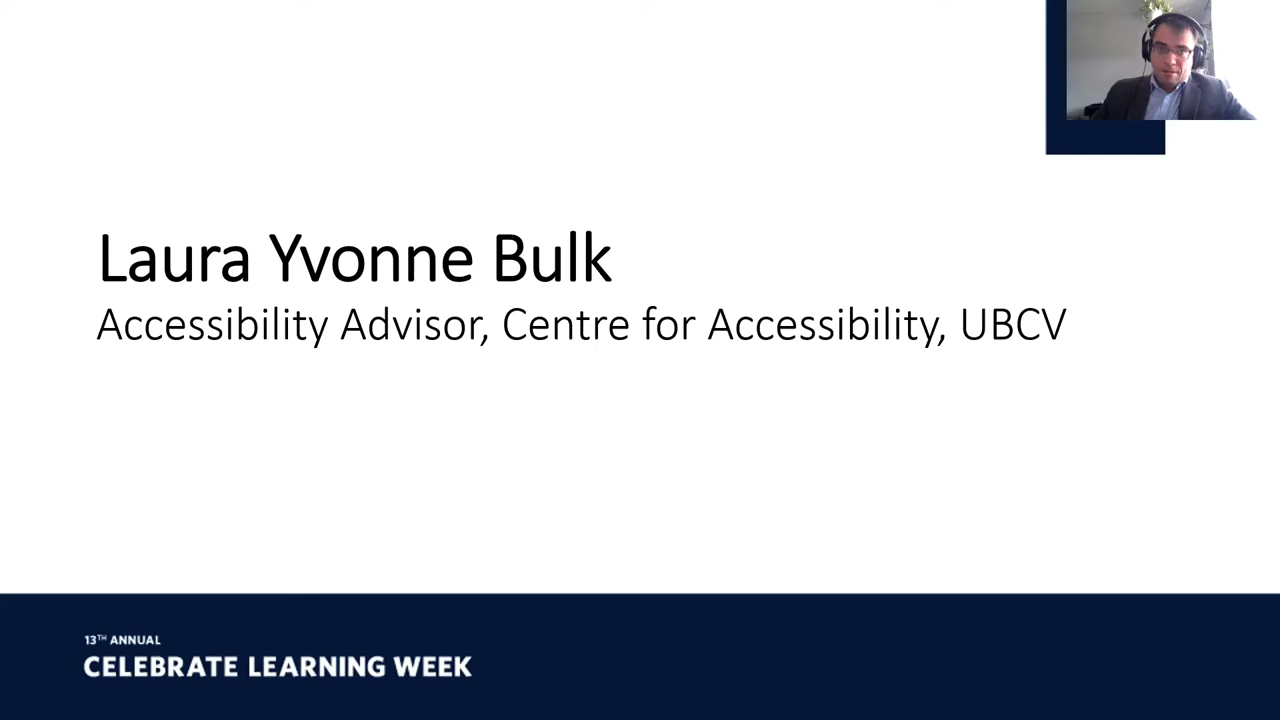 Laura Yvonne Bulk
Accessibility Advisor, Centre for Accessibility, UBCV
13TH ANNUAL
CELEBRATE LEARNING WEEK